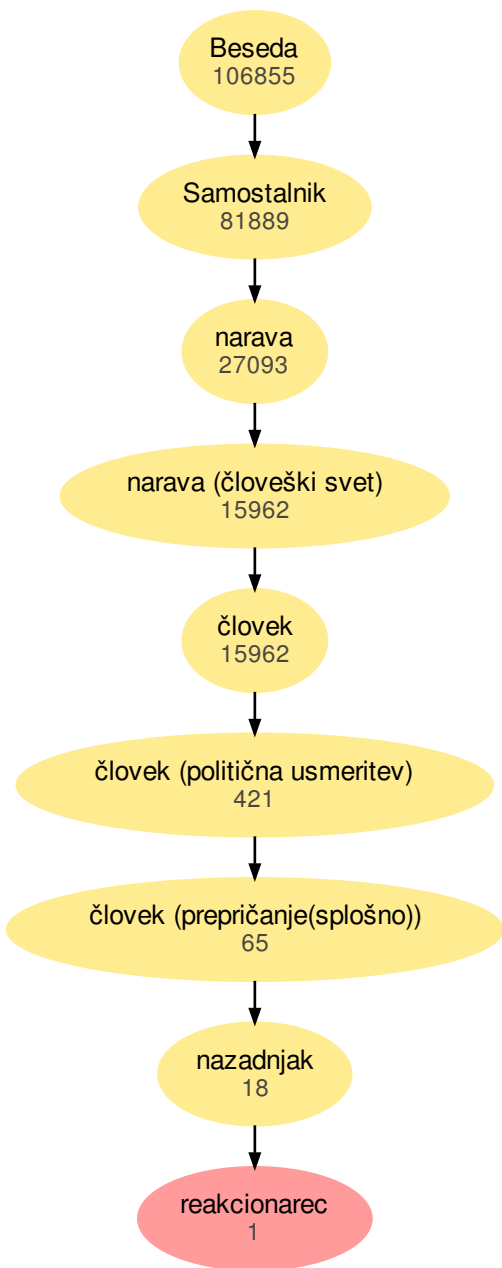 Beseda
106855
Samostalnik
81889
narava
27093
narava (človeški svet)
15962
človek
15962
človek (politična usmeritev)
421
človek (prepričanje(splošno))
65
nazadnjak
18
reakcionarec
1